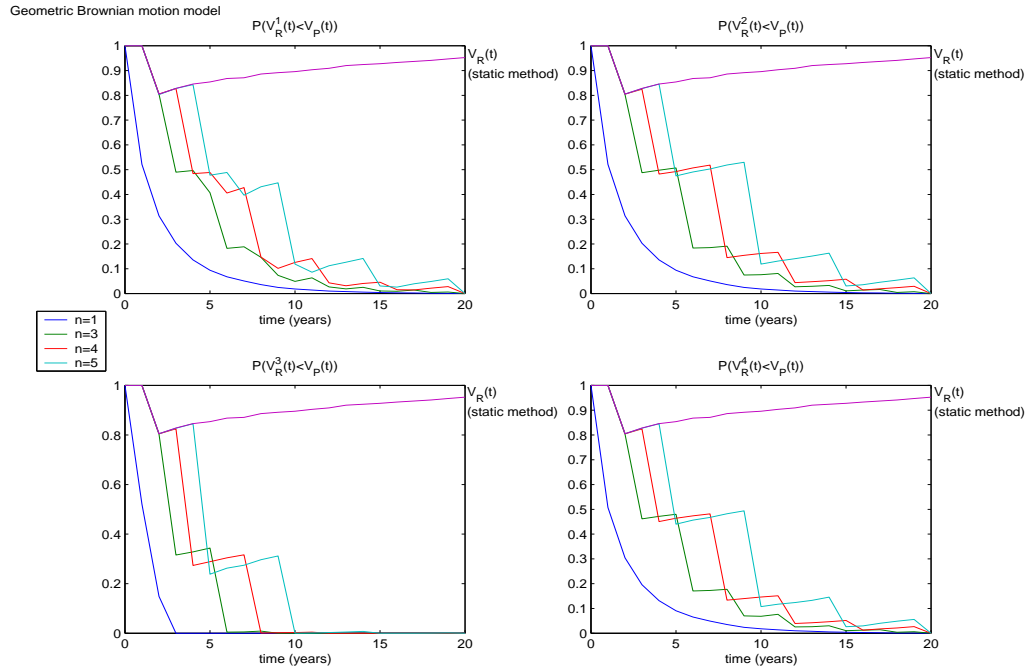 Geometric Brownian motion model
P(V_R^1(t)<V_P(t))
1
0.9
0.8
0.7
0.6
0.5
0.4
0.3
0.2
0.1
0
0 5 10 15 20
time (years)
V_R(t)
(static method)
P(V_R^2(t)<V_P(t))
1
0.9
0.8
0.7
0.6
0.5
0.4
0.3
0.2
0.1
0
0 5 10 15 20
time (years)
V_R(t)
(static method)
n=1
n=3
n=4
n=5
P(V_R^3(t)<V_P(t))
1
0.8
0.6
0.4
0.2
0
0 5 10 15 20
time (years)
V_R(t)
(static method)
P(V_R^4(t)<V_P(t))
1
0.9
0.8
0.7
0.6
0.5
0.4
0.3
0.2
0.1
0
0 5 10 15 20
time (years)
V_R(t)
(static method)